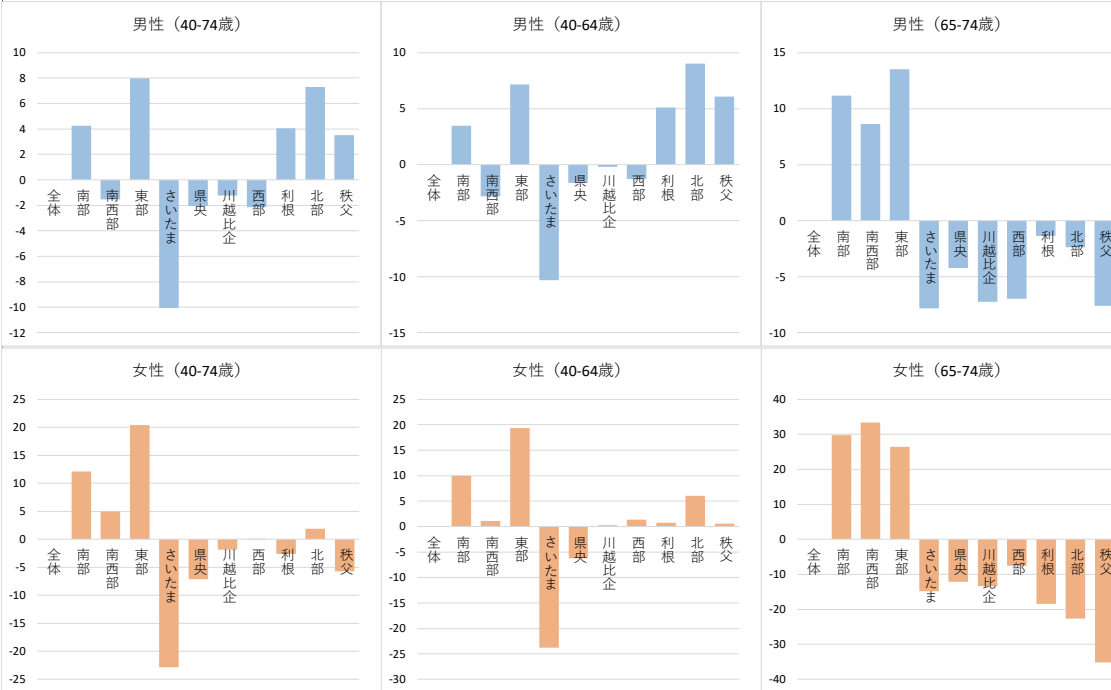 男性（40-74歳）
10
8
6
4
2
0
-2
-4
-6
-8
-10
-12
全体
南部
南西部
東部
さいたま
県央
川越比企
西部
利根
北部
秩父
男性（40-64歳）
10
5
0
-5
-10
-15
全体
南部
南西部
東部
さいたま
県央
川越比企
西部
利根
北部
秩父
男性（65-74歳）
15
10
5
0
-5
-10
全体
南部
南西部
東部
さいたま
県央
川越比企
西部
利根
北部
秩父
女性（40-74歳）
25
20
15
10
5
0
-5
-10
-15
-20
-25
全体
南部
南西部
東部
さいたま
県央
川越比企
西部
利根
北部
秩父
女性（40-64歳）
25
20
15
10
5
0
-5
-10
-15
-20
-25
-30
全体
南部
南西部
東部
さいたま
県央
川越比企
西部
利根
北部
秩父
女性（65-74歳）
40
30
20
10
0
-10
-20
-30
-40
全体
南部
南西部
東部
さいたま
県央
川越比企
西部
利根
北部
秩父